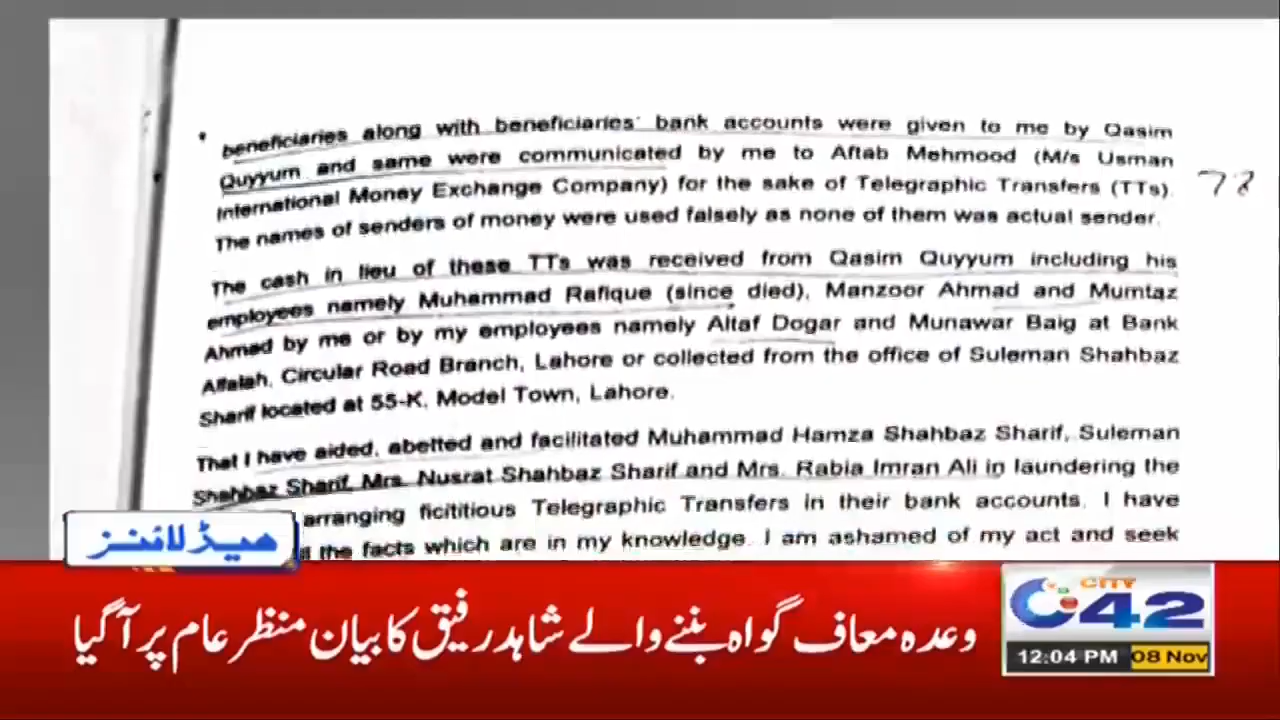 beneficiaries along with beneficiaries' bank accounts were given to me by Qasim
Quyyum and same were communicated by me to Aftab Mehmood (M/s Usman
International Money Exchange Company) for the sake of Telegraphic Transfers (TTs).
The names of senders of money were used falsely as none of them was actual sender.
78
The cash in lieu of these TTs was received from Qasim Quyyum including his
employees namely Muhammad Rafique (since died), Manzoor Ahmad and Mumtaz
Ahmad by me or by my employees namely Altaf Dogar and Munawar Baig at Bank
Alfalah, Circular Road Branch, Lahore or collected from the office of Suleman Shahbaz
Sharif located at 55-K, Model Town, Lahore.
That I have aided, abetted and facilitated Muhammad Hamza Shahbaz Sharif, Suleman
Shahbaz Sharif, Mrs. Nusrat Shahbaz Sharif and Mrs. Rabia Imran Ali in laundering the
arranging ficititious Telegraphic Transfers in their bank accounts. I have
the facts which are in my knowledge. I am ashamed of my act and seek
ہیڈلائنز
وعدہ معاف گواہ بننے والے شاہد رفیق کا بیان منظر عام پر آگیا
CITY
42
12:04 PM 08 Nov